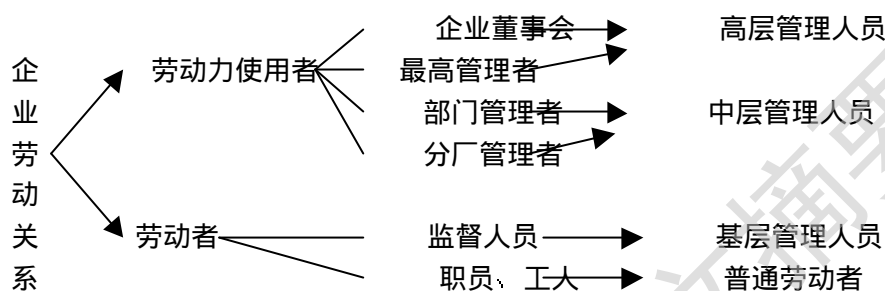 企业董事会 高层管理人员
企 劳动力使用者 最高管理者
业 部门管理者 中层管理人员
劳 分厂管理者
动
关 劳动者 监督人员 基层管理人员
系 职员、工人 普通劳动者
摘要